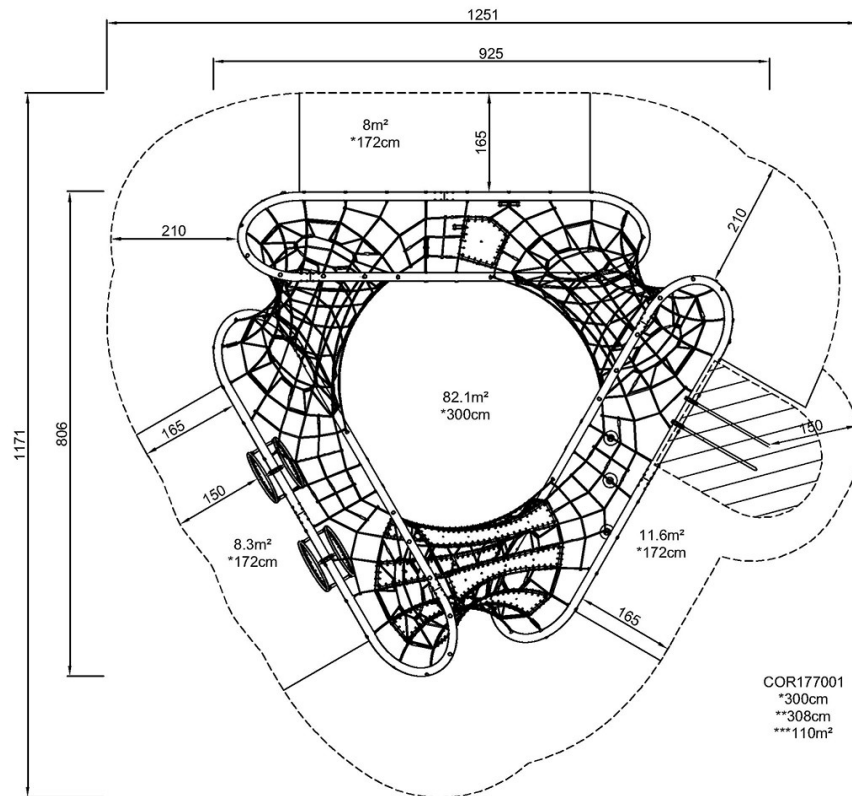 1251
925
8m²
*172cm
165
210
210
1171
806
82.1m²
*300cm
165
150
150
8.3m²
*172cm
11.6m²
*172cm
165
COR177001
*300cm
**308cm
***110m²